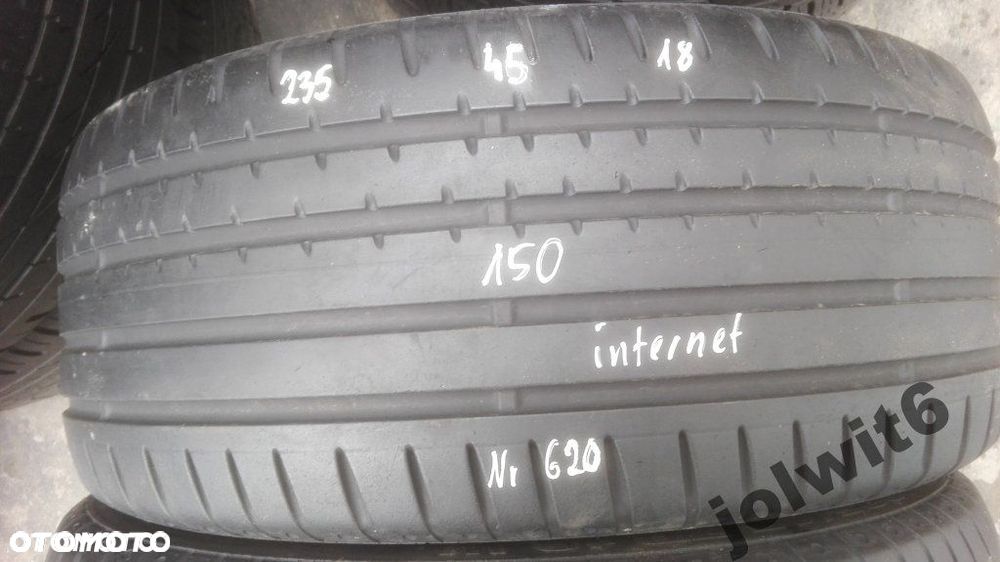 235 45 18
150
internet
Nr 620
jolwit6
OTOMOTO